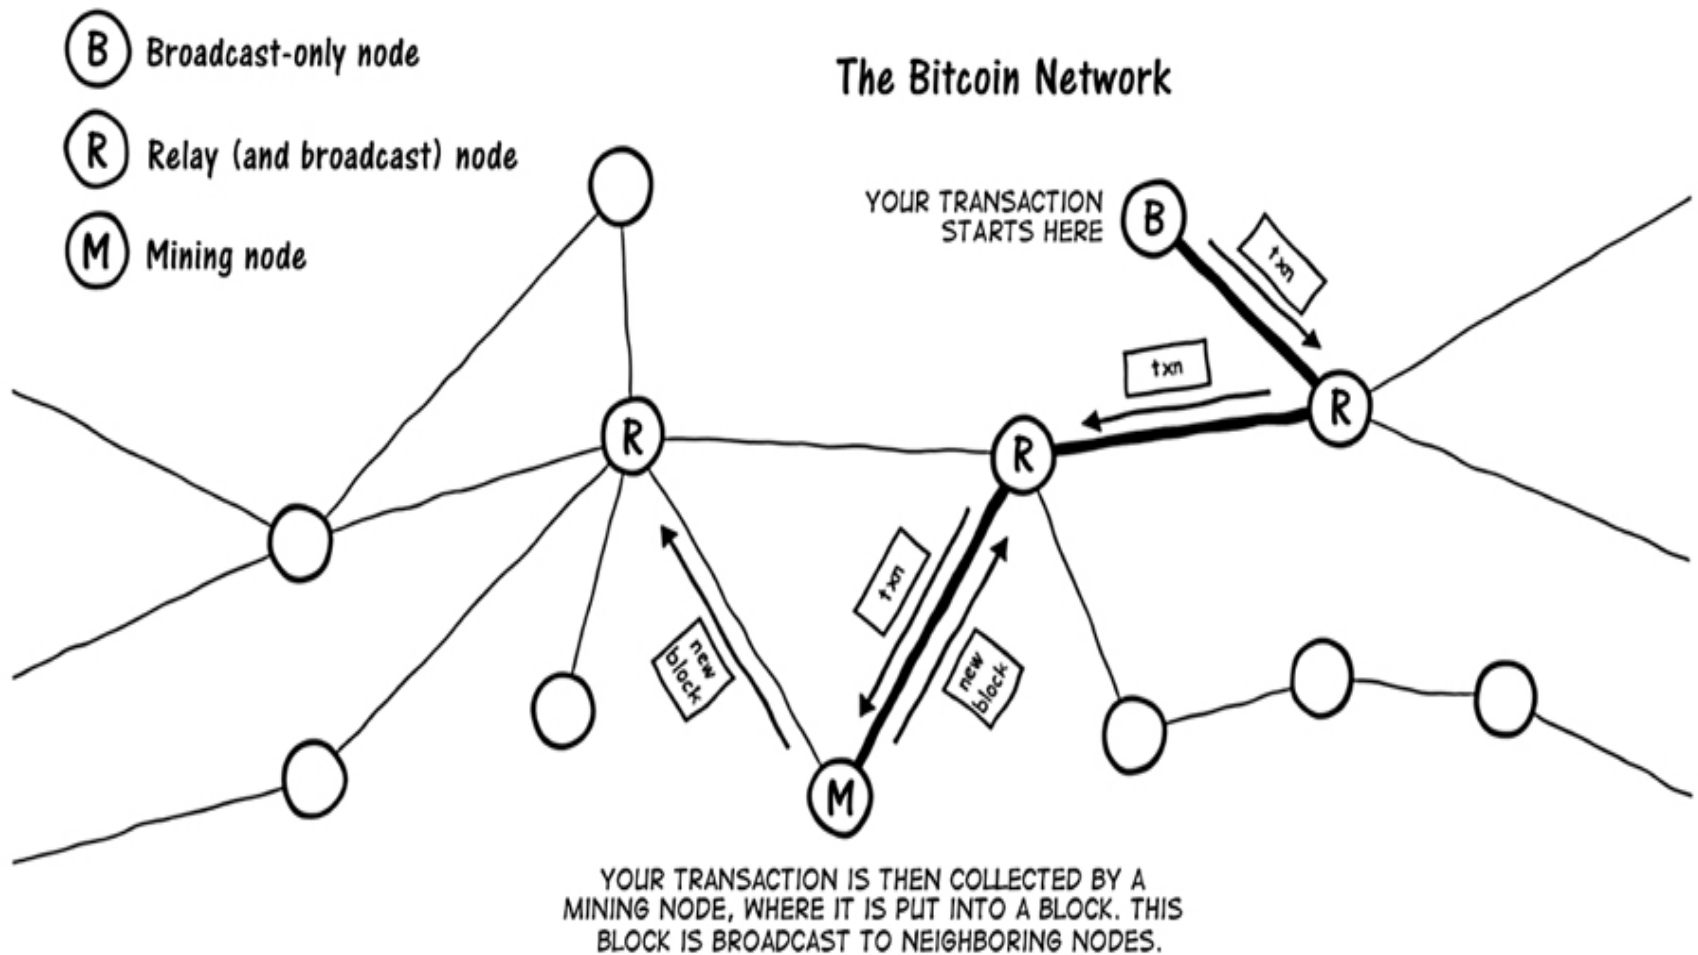 B Broadcast-only node
The Bitcoin Network
R Relay (and broadcast) node
M Mining node
YOUR TRANSACTION
STARTS HERE
B
txn
txn
R
R
R
txn
new
block
new
block
M
YOUR TRANSACTION IS THEN COLLECTED BY A
MINING NODE, WHERE IT IS PUT INTO A BLOCK. THIS
BLOCK IS BROADCAST TO NEIGHBORING NODES.